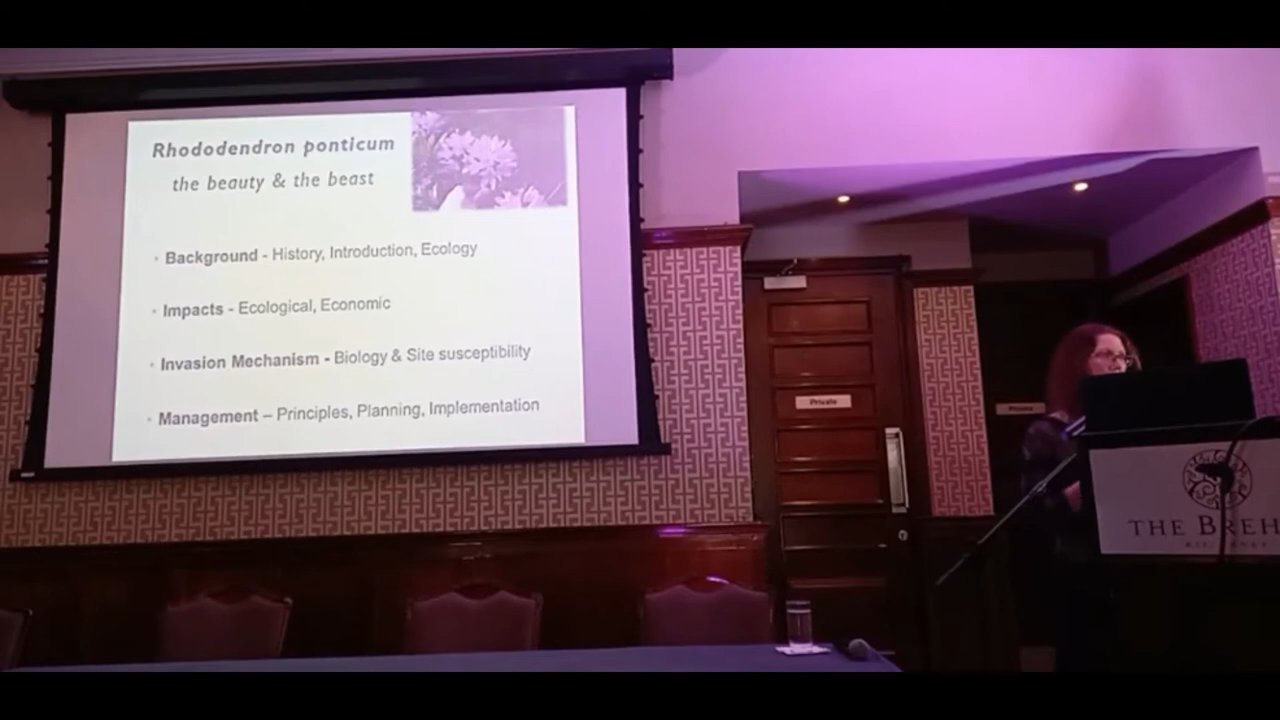 Rhododendron ponticum
the beauty & the beast
• Background - History, Introduction, Ecology
• Impacts - Ecological, Economic
• Invasion Mechanism - Biology & Site susceptibility
• Management – Principles, Planning, Implementation
Private
Private
THE BREH